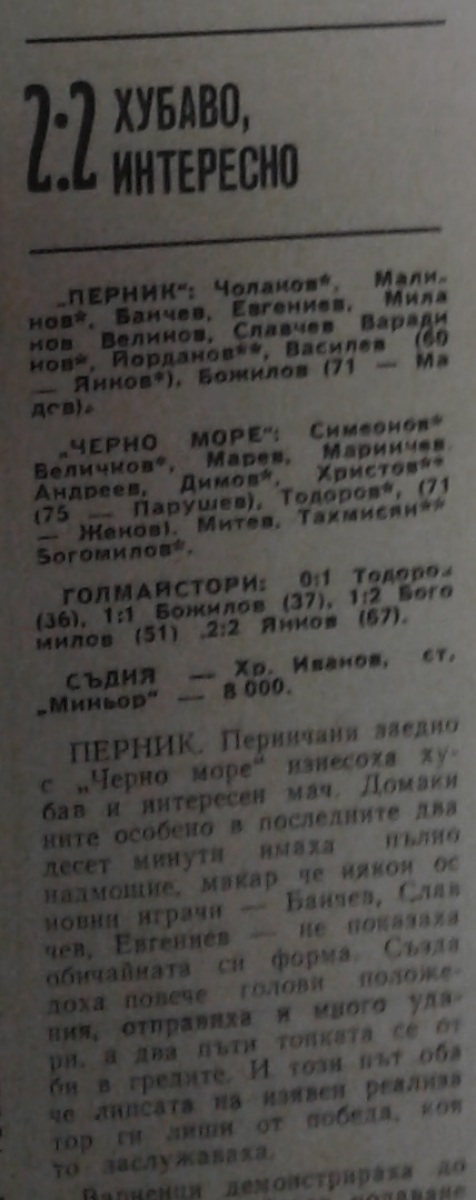 2:2 ХУБАВО,
ИНТЕРЕСНО
„ПЕРНИК“: Чолаков*, Мали
нов*, Банчев, Евгениев, Мила
нов Велинов, Славчев Варади
нов*, Йорданов**, Василев (60
— Янков*), Божилов (71 — Ма
дев).
„ЧЕРНО МОРЕ“: Симеонов*
Величков*, Марев, Маринчев
Андреев, Димов*, Христов**
(75 — Парушев), Тодоров*, (71
— Женов). Митев, Тахмисян**
Богомилов*.
ГОЛМАЙСТОРИ: 0:1 Тодоро
(36), 1:1 Божилов (37), 1:2 Бого
милов (51) .2:2 Янков (67).
СЪДИЯ — Хр. Иванов, ст.
„Миньор“ — 8 000.
ПЕРНИК. Перничани заедно
с „Черно море“ изнесоха ху
бав и интересен мач. Домаки
ните особено в последните два
десет минути имаха пълно
надмощие, макар че някои ос
новни играчи — Банчев, Слав
чев, Евгениев — не показаха
обичайната си форма. Създа
доха повече голови положе
ния, отправиха и много уда
ри, а два пъти топката се от
би в гредите. И този път оба
че липсата на изявен реализа
тор ги лиши от победа, коя
то заслужаваха.
Варненци демонстрираха до